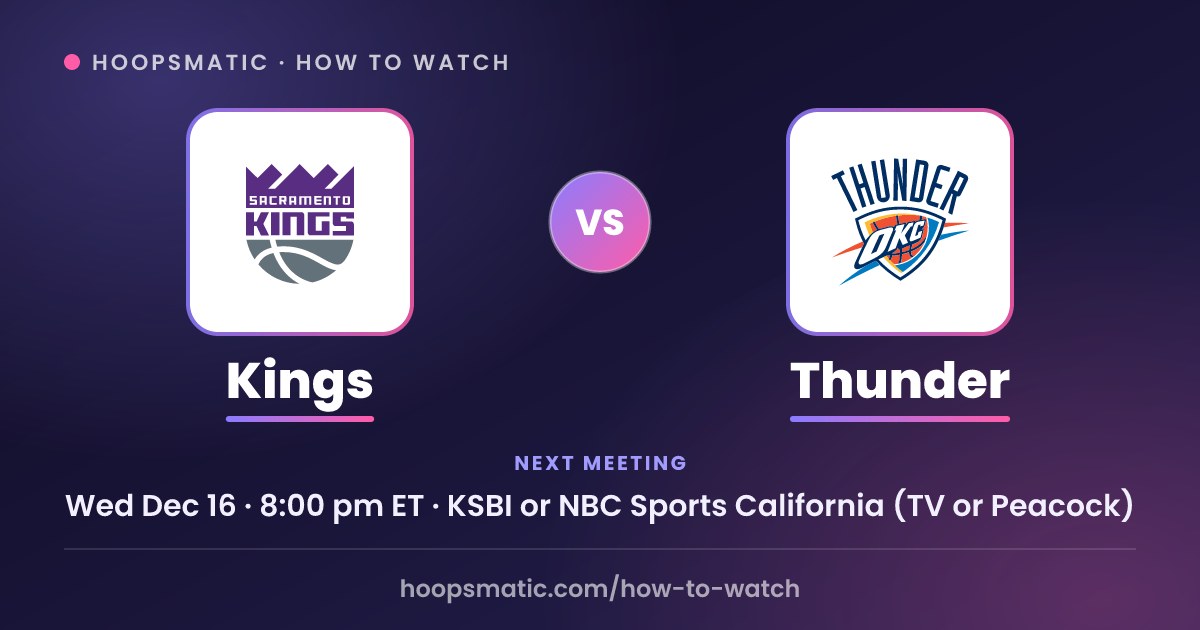 HOOPSMATIC · HOW TO WATCH
SACRAMENTO
KINGS
VS
THUNDER
OKC
Kings
Thunder
NEXT MEETING
Wed Dec 16 · 8:00 pm ET · KSBI or NBC Sports California (TV or Peacock)
hoopsmatic.com/how-to-watch